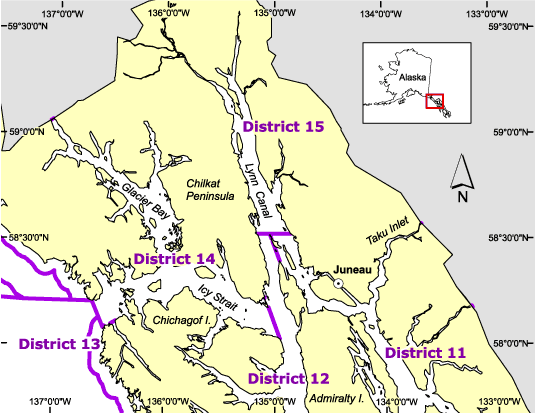 137°0'0"W
136°0'0"W
135°0'0"W
134°0'0"W
133°0'0"W
59°30'0"N
59°30'0"N
Alaska
District 15
59°0'0"N
59°0'0"N
Glacier Bay
Chilkat
Peninsula
Lynn Canal
N
Taku Inlet
58°30'0"N
58°30'0"N
District 14
Juneau
Icy Strait
Chichagof I.
District 13
58°0'0"N
District 11
District 12
Admiralty I.
137°0'0"W
136°0'0"W
135°0'0"W
134°0'0"W
133°0'0"W